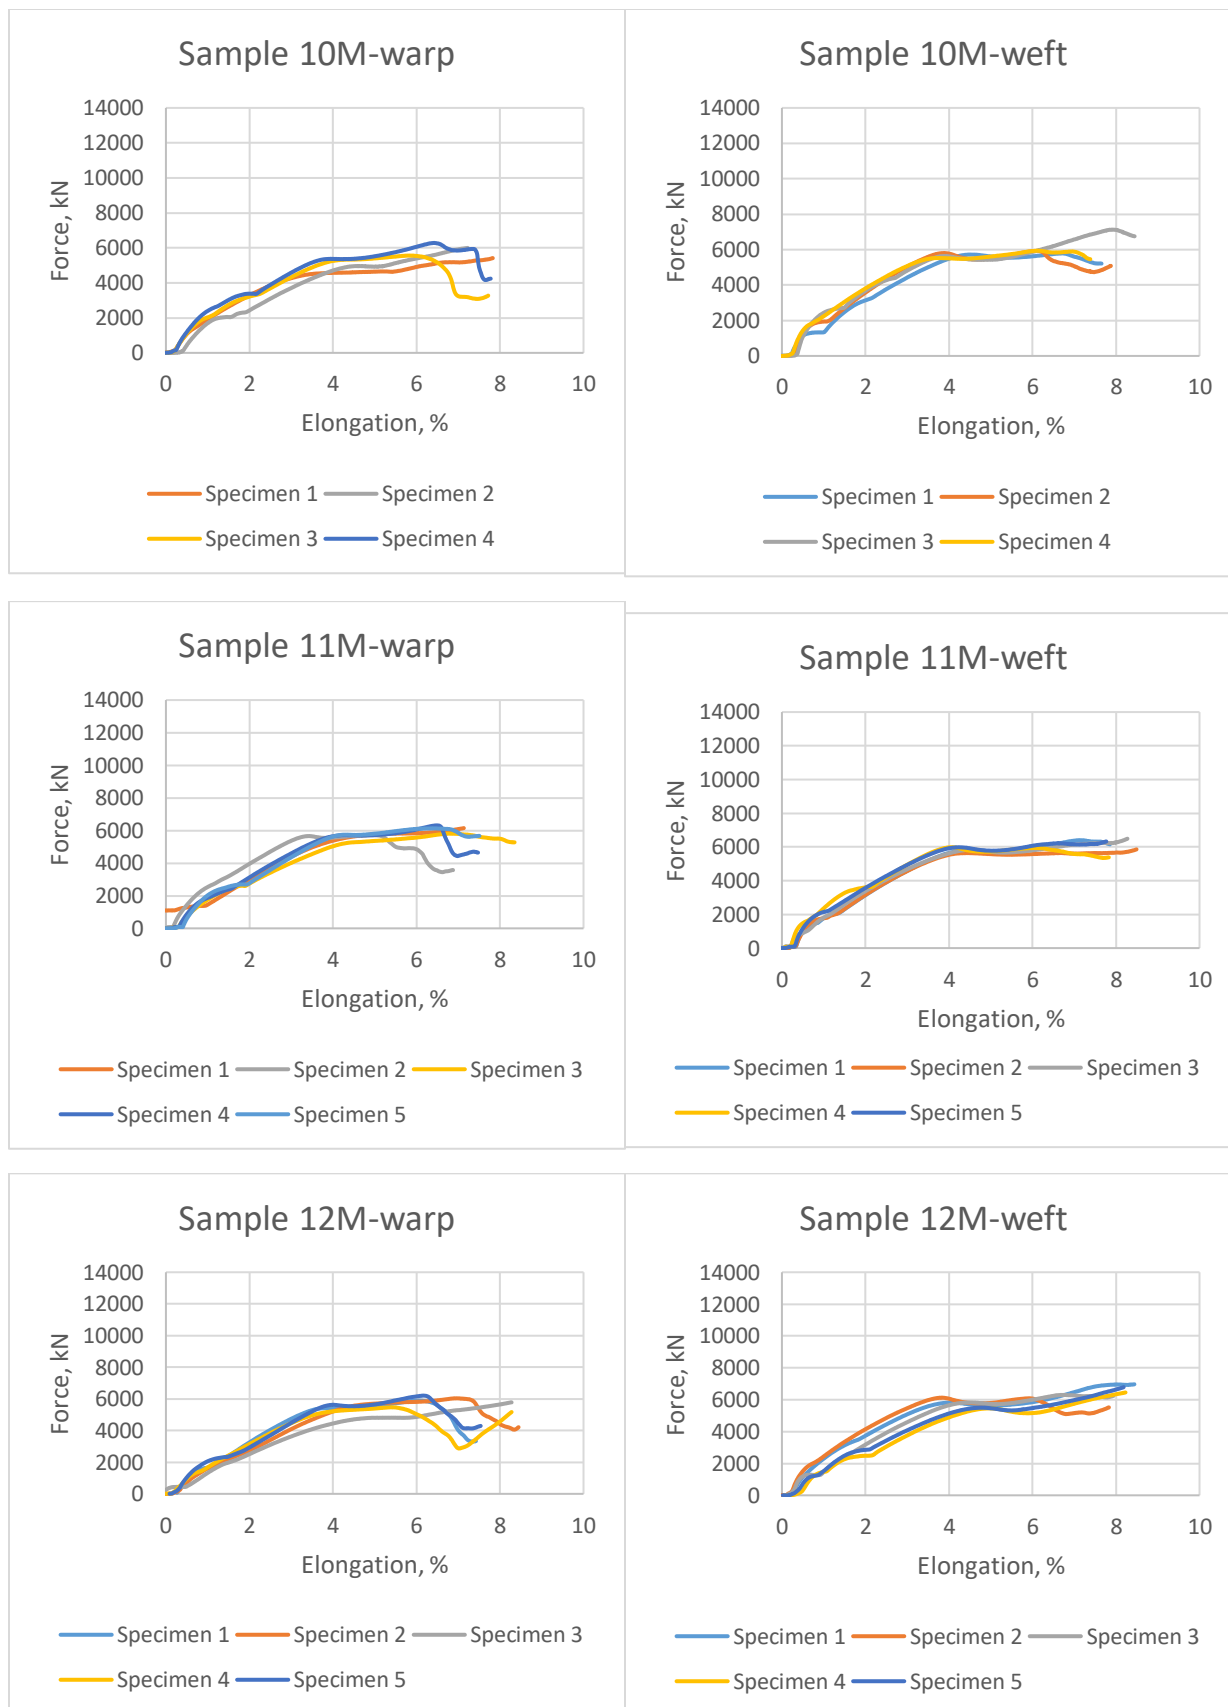 Sample 10M-warp
14000
12000
10000
8000
6000
4000
2000
0
Force, kN
0 2 4 6 8 10
Elongation, %
Specimen 1 Specimen 2
Specimen 3 Specimen 4
Sample 10M-weft
14000
12000
10000
8000
6000
4000
2000
0
Force, kN
0 2 4 6 8 10
Elongation, %
Specimen 1 Specimen 2
Specimen 3 Specimen 4
Sample 11M-warp
14000
12000
10000
8000
6000
4000
2000
0
Force, kN
0 2 4 6 8 10
Elongation, %
Specimen 1 Specimen 2 Specimen 3
Specimen 4 Specimen 5
Sample 11M-weft
14000
12000
10000
8000
6000
4000
2000
0
Force, kN
0 2 4 6 8 10
Elongation, %
Specimen 1 Specimen 2 Specimen 3
Specimen 4 Specimen 5
Sample 12M-warp
14000
12000
10000
8000
6000
4000
2000
0
Force, kN
0 2 4 6 8 10
Elongation, %
Specimen 1 Specimen 2 Specimen 3
Specimen 4 Specimen 5
Sample 12M-weft
14000
12000
10000
8000
6000
4000
2000
0
Force, kN
0 2 4 6 8 10
Elongation, %
Specimen 1 Specimen 2 Specimen 3
Specimen 4 Specimen 5